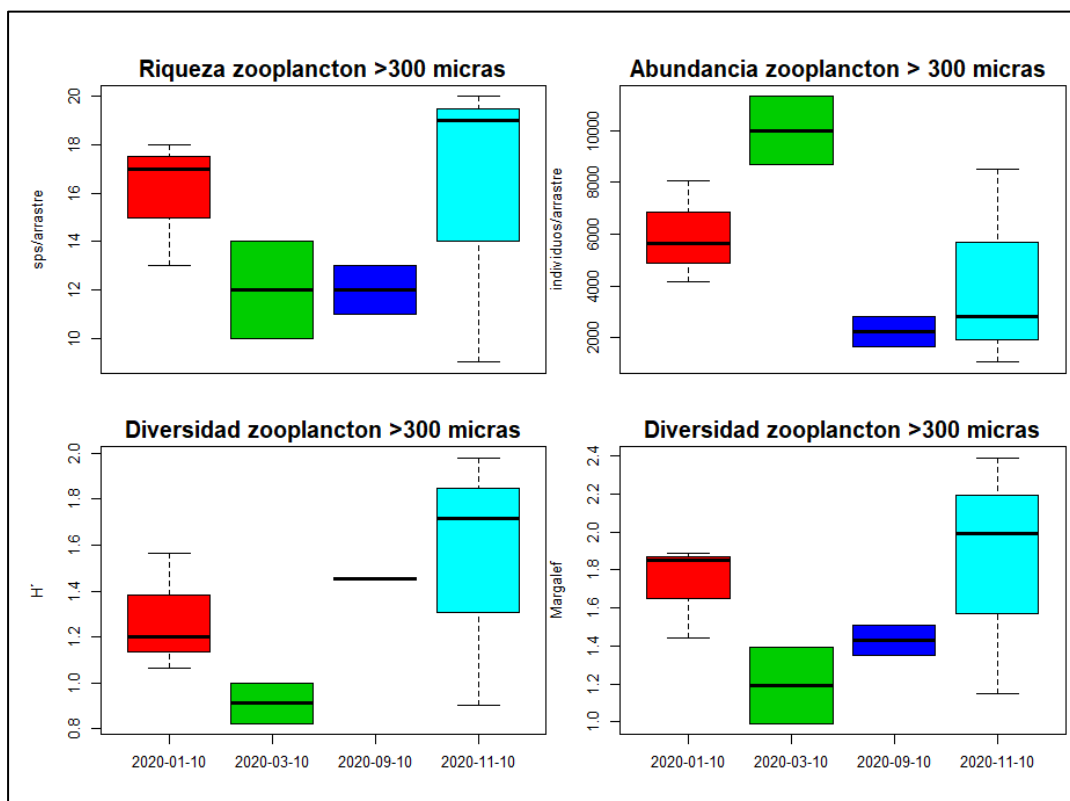 Riqueza zooplancton >300 micras
sps/arrastre
20
18
16
14
12
10
Abundancia zooplancton > 300 micras
individuos/arrastre
10000
8000
6000
4000
2000
Diversidad zooplancton >300 micras
H´
2.0
1.8
1.6
1.4
1.2
1.0
0.8
2020-01-10 2020-03-10 2020-09-10 2020-11-10
Diversidad zooplancton >300 micras
Margalef
2.4
2.2
2.0
1.8
1.6
1.4
1.2
1.0
2020-01-10 2020-03-10 2020-09-10 2020-11-10